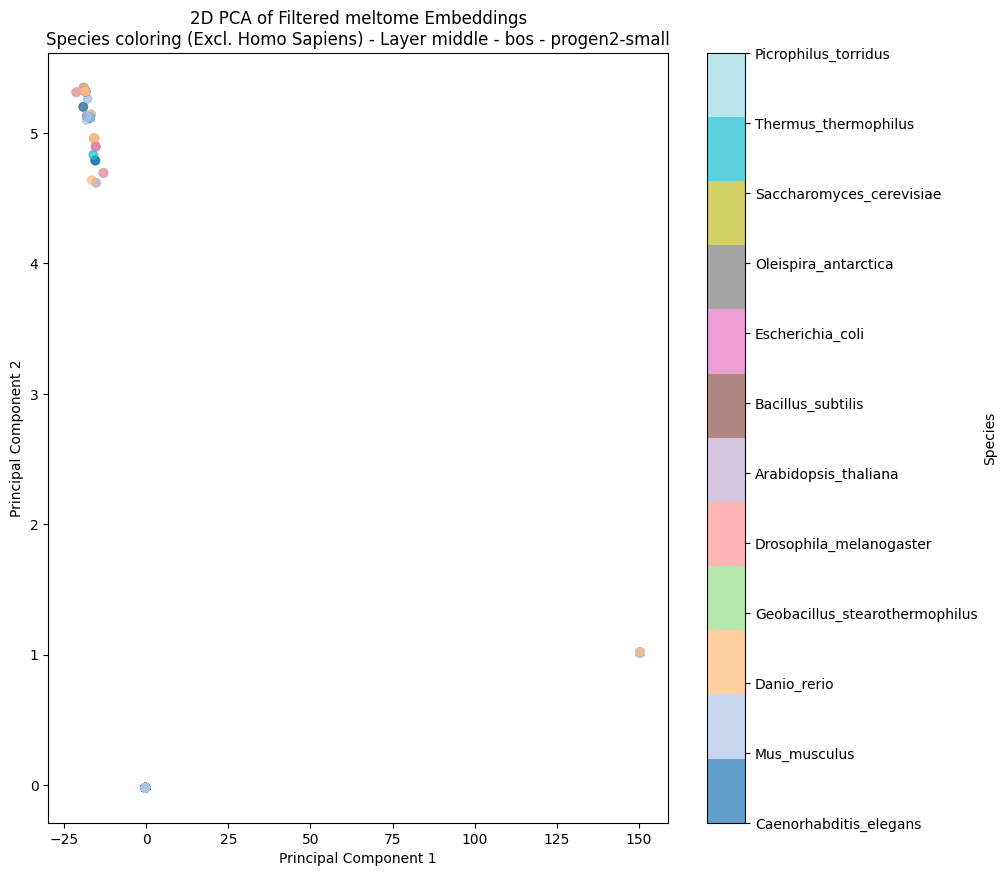 2D PCA of Filtered meltome Embeddings
Species coloring (Excl. Homo Sapiens) - Layer middle - bos - progen2-small
Principal Component 2
5
4
3
2
1
0
−25
0
25
50
75
100
125
150
Principal Component 1
Picrophilus_torridus
Thermus_thermophilus
Saccharomyces_cerevisiae
Oleispira_antarctica
Escherichia_coli
Bacillus_subtilis
Arabidopsis_thaliana
Drosophila_melanogaster
Geobacillus_stearothermophilus
Danio_rerio
Mus_musculus
Caenorhabditis_elegans
Species